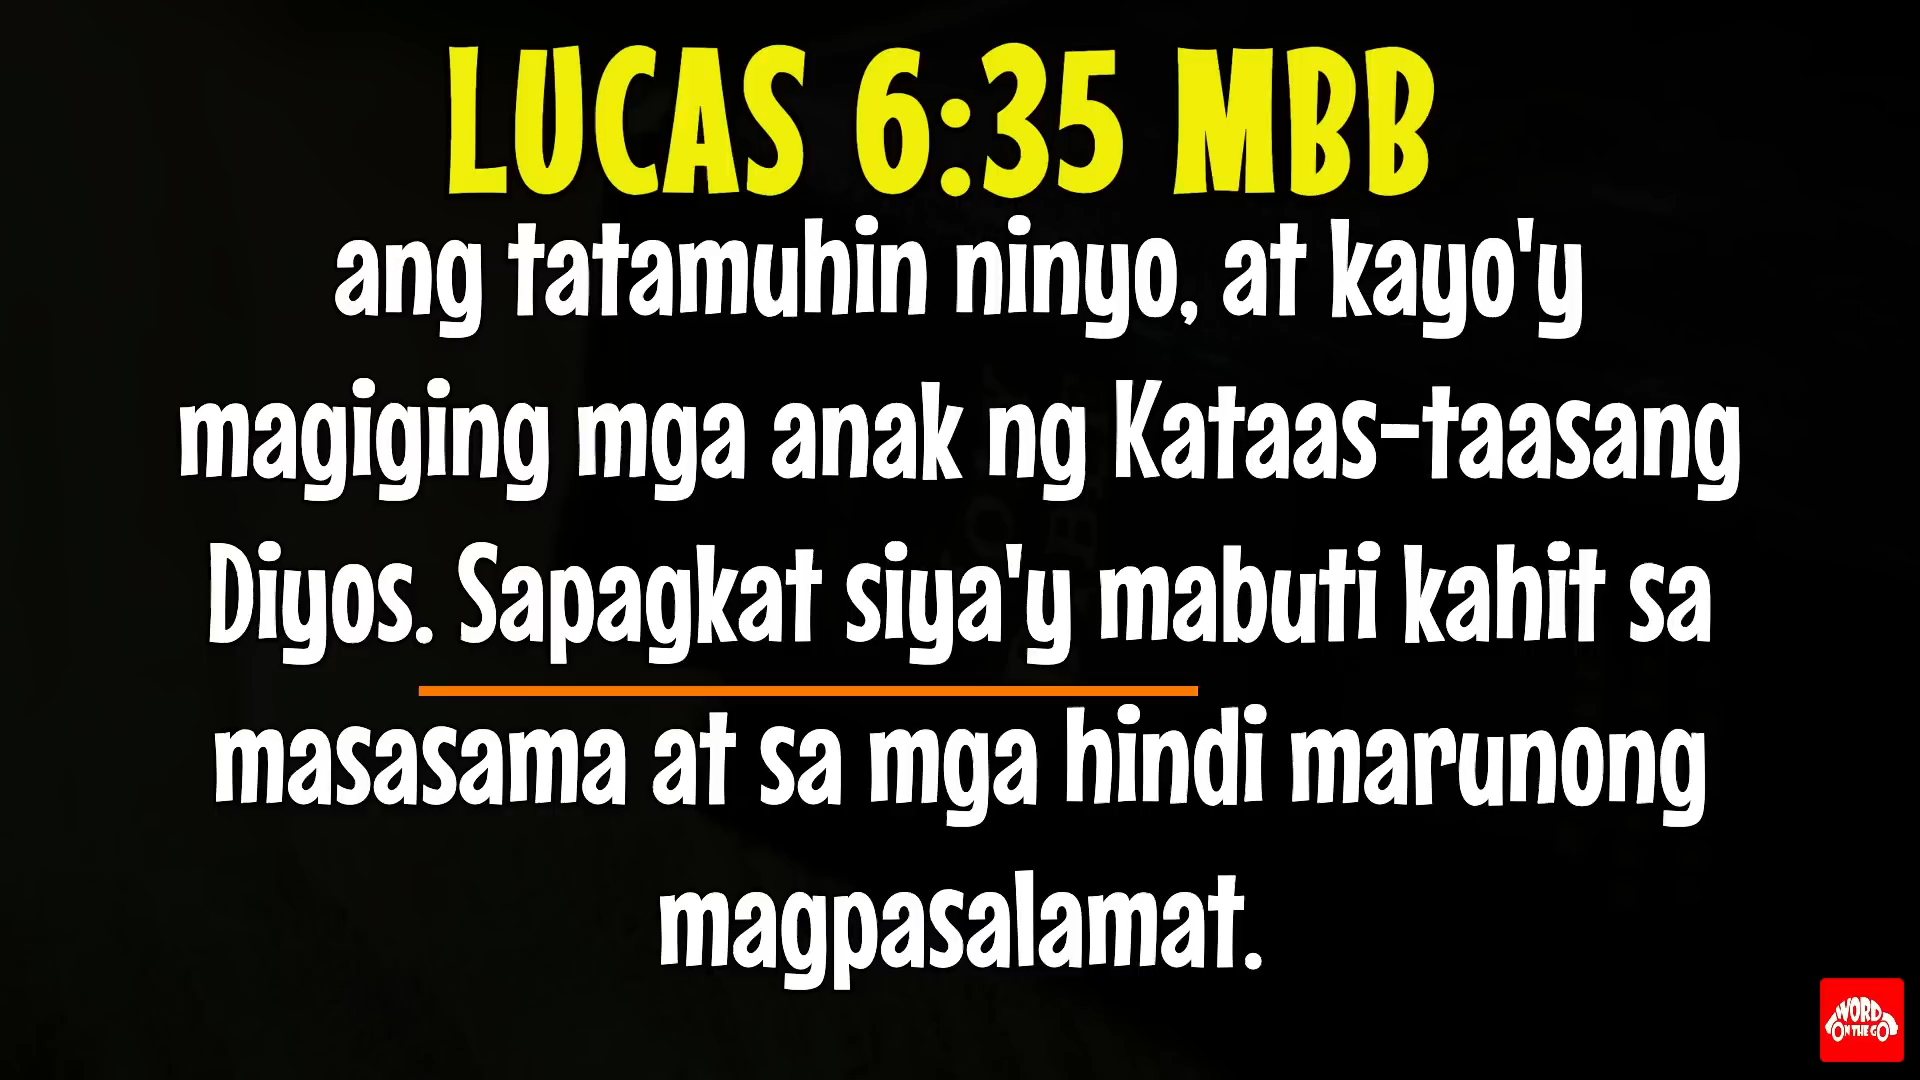 LUCAS 6:35 MBB
ang tatamuhin ninyo, at kayo'y
magiging mga anak ng Kataas-taasang
Diyos. Sapagkat siya'y mabuti kahit sa
masasama at sa mga hindi marunong
magpasalamat.
WORD
ON THE GO